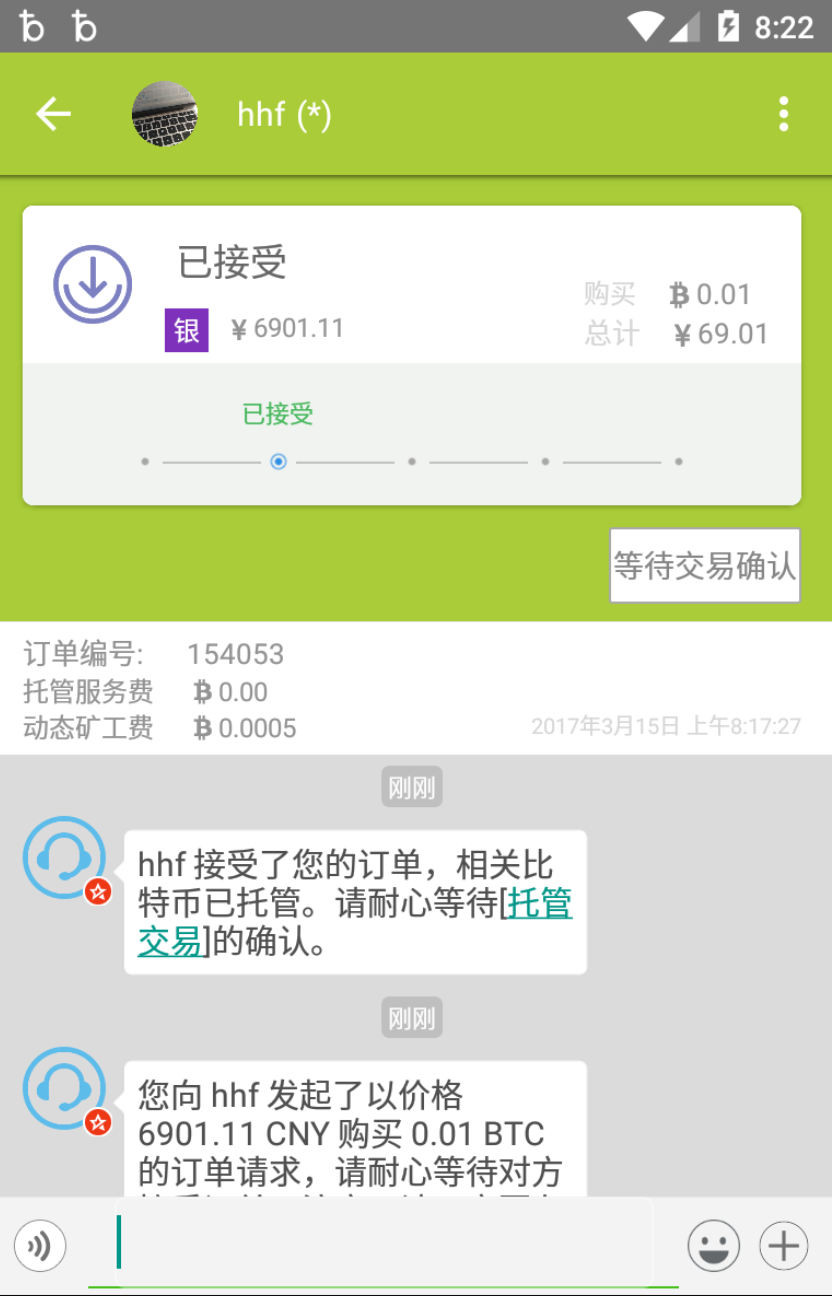 8:22
hhf (*)
已接受
购买 ₿ 0.01
银 ¥ 6901.11
总计 ¥ 69.01
已接受
等待交易确认
订单编号: 154053
托管服务费 ₿ 0.00
动态矿工费 ₿ 0.0005
2017年3月15日 上午8:17:27
刚刚
hhf 接受了您的订单，相关比
特币已托管。请耐心等待[托管
交易]的确认。
刚刚
您向 hhf 发起了以价格
6901.11 CNY 购买 0.01 BTC
的订单请求，请耐心等待对方